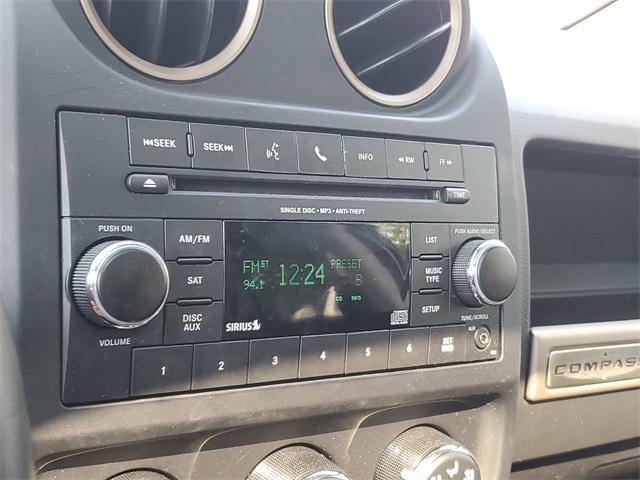 SEEK
SEEK
INFO
RW
FF
TIME
SINGLE DISC • MP3 • ANTI-THEFT
PUSH ON
VOLUME
AM/FM
SAT
DISC
AUX
FM ST 12:24 PRESET
94.1
CD INFO
SIRIUS
LIST
MUSIC
TYPE
SETUP
PUSH AUDIO/SELECT
TUNE/SCROLL
AUX
1 2 3 4 5 6 SET
COMPASS